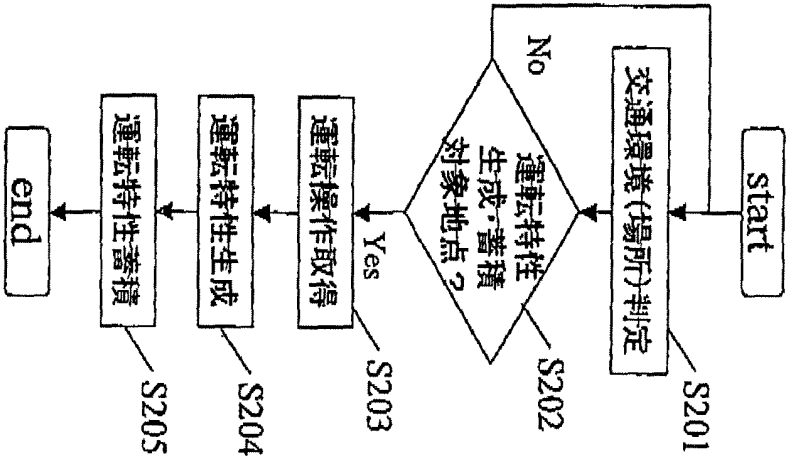 start
交通環境(場所)判定
S201
運転特性
生成・蓄積
対象地点?
S202
No
Yes
運転操作取得
S203
運転特性生成
S204
運転特性蓄積
S205
end